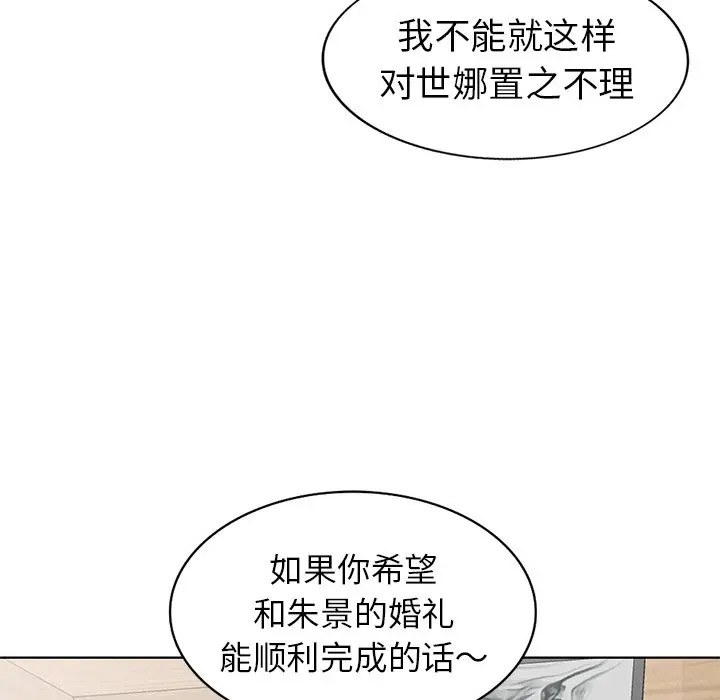 我不能就这样
对世娜置之不理
如果你希望
和朱景的婚礼
能顺利完成的话～